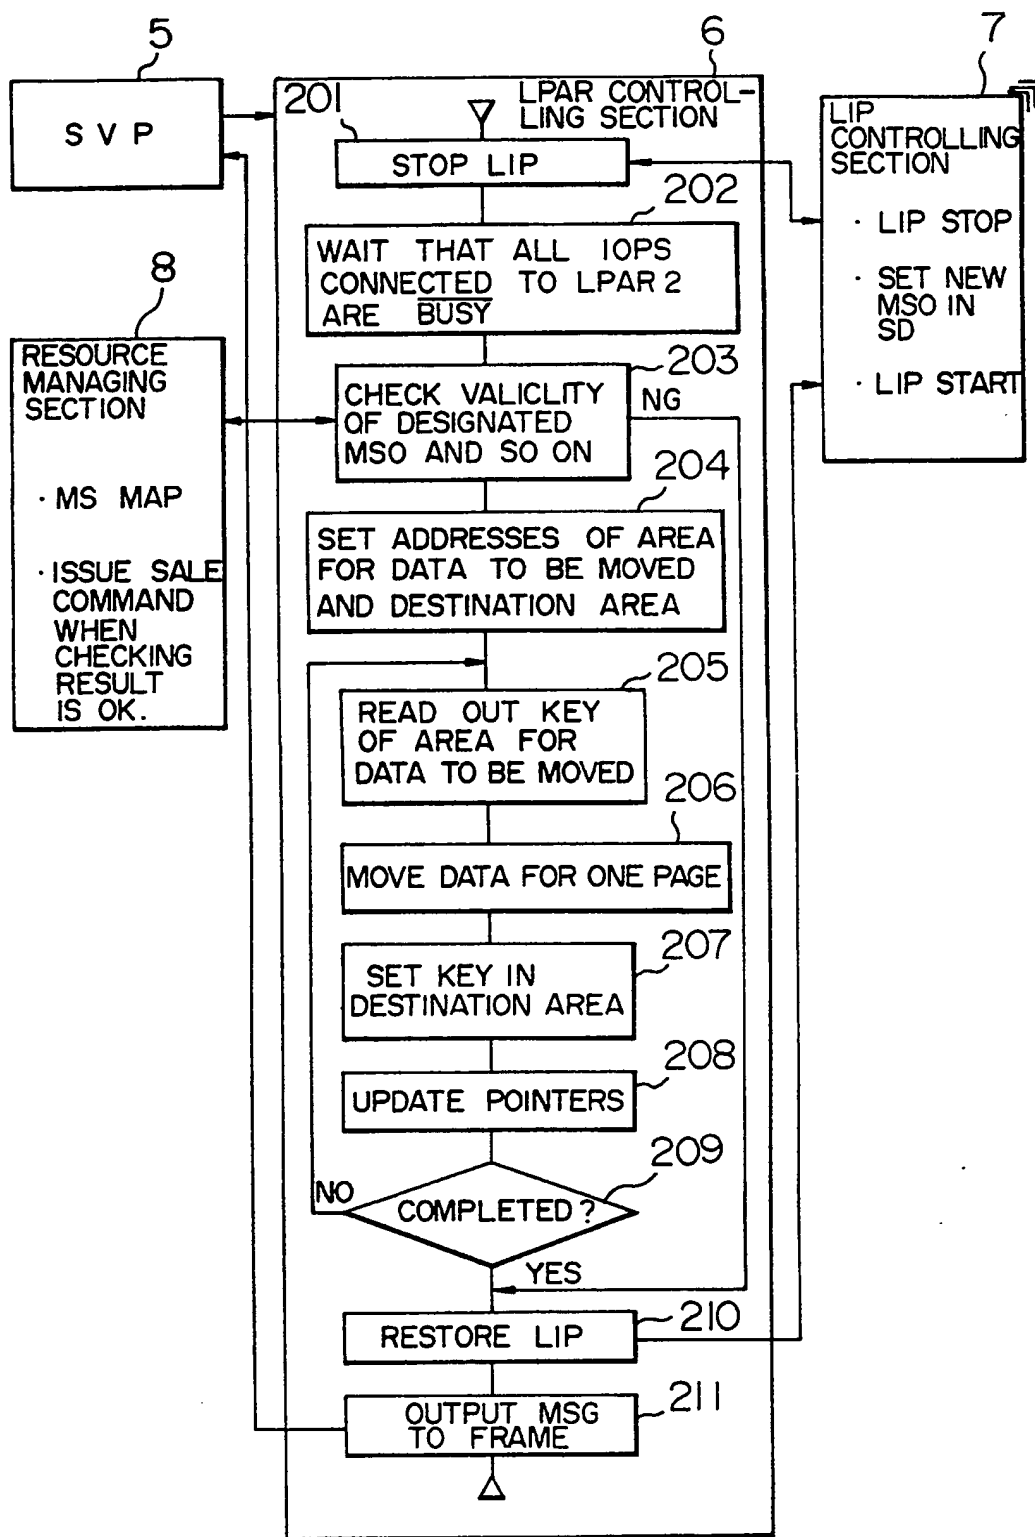 5
S V P
6
LPAR CONTROL-
LING SECTION
201
STOP LIP
202
WAIT THAT ALL IOPS
CONNECTED TO LPAR 2
ARE BUSY
203
CHECK VALICLITY
OF DESIGNATED
MSO AND SO ON
NG
204
SET ADDRESSES OF AREA
FOR DATA TO BE MOVED
AND DESTINATION AREA
205
READ OUT KEY
OF AREA FOR
DATA TO BE MOVED
206
MOVE DATA FOR ONE PAGE
207
SET KEY IN
DESTINATION AREA
208
UPDATE POINTERS
209
COMPLETED?
NO
YES
210
RESTORE LIP
211
OUTPUT MSG
TO FRAME
7
LIP
CONTROLLING
SECTION
· LIP STOP
· SET NEW
MSO IN
SD
· LIP START
8
RESOURCE
MANAGING
SECTION
· MS MAP
· ISSUE SALE
COMMAND
WHEN
CHECKING
RESULT
IS OK.